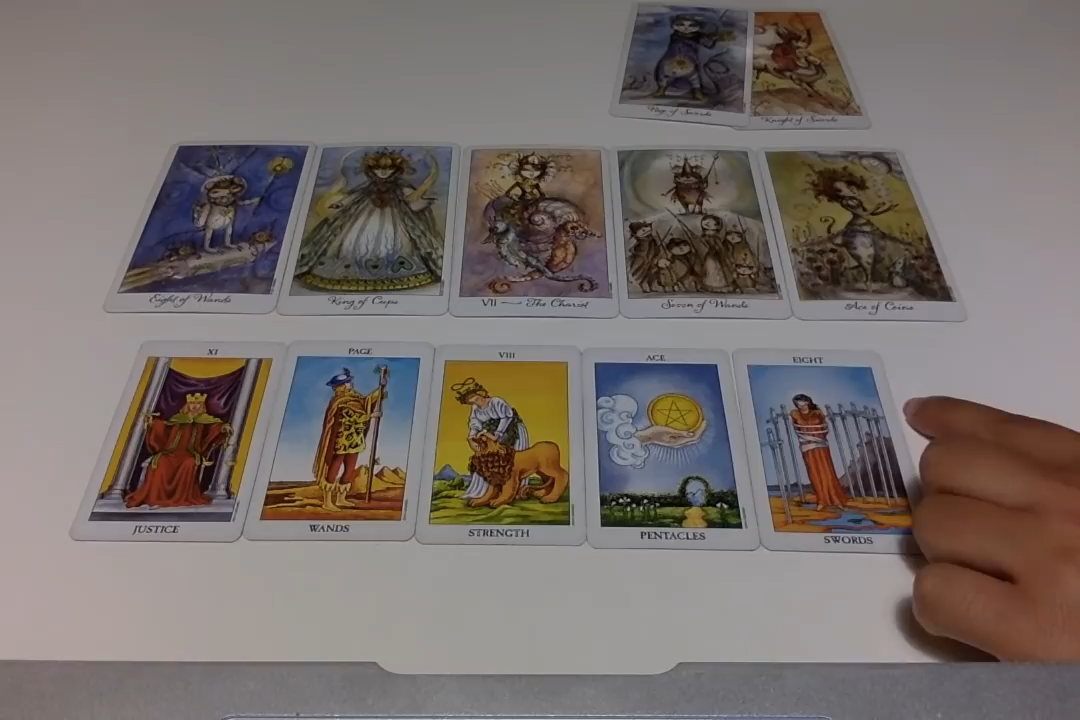 Page of Swords
Knight of Swords
Eight of Wands
King of Cups
VII The Chariot
Seven of Wands
Ace of Coins
XI
JUSTICE
PAGE
WANDS
VIII
STRENGTH
ACE
PENTACLES
EIGHT
SWORDS